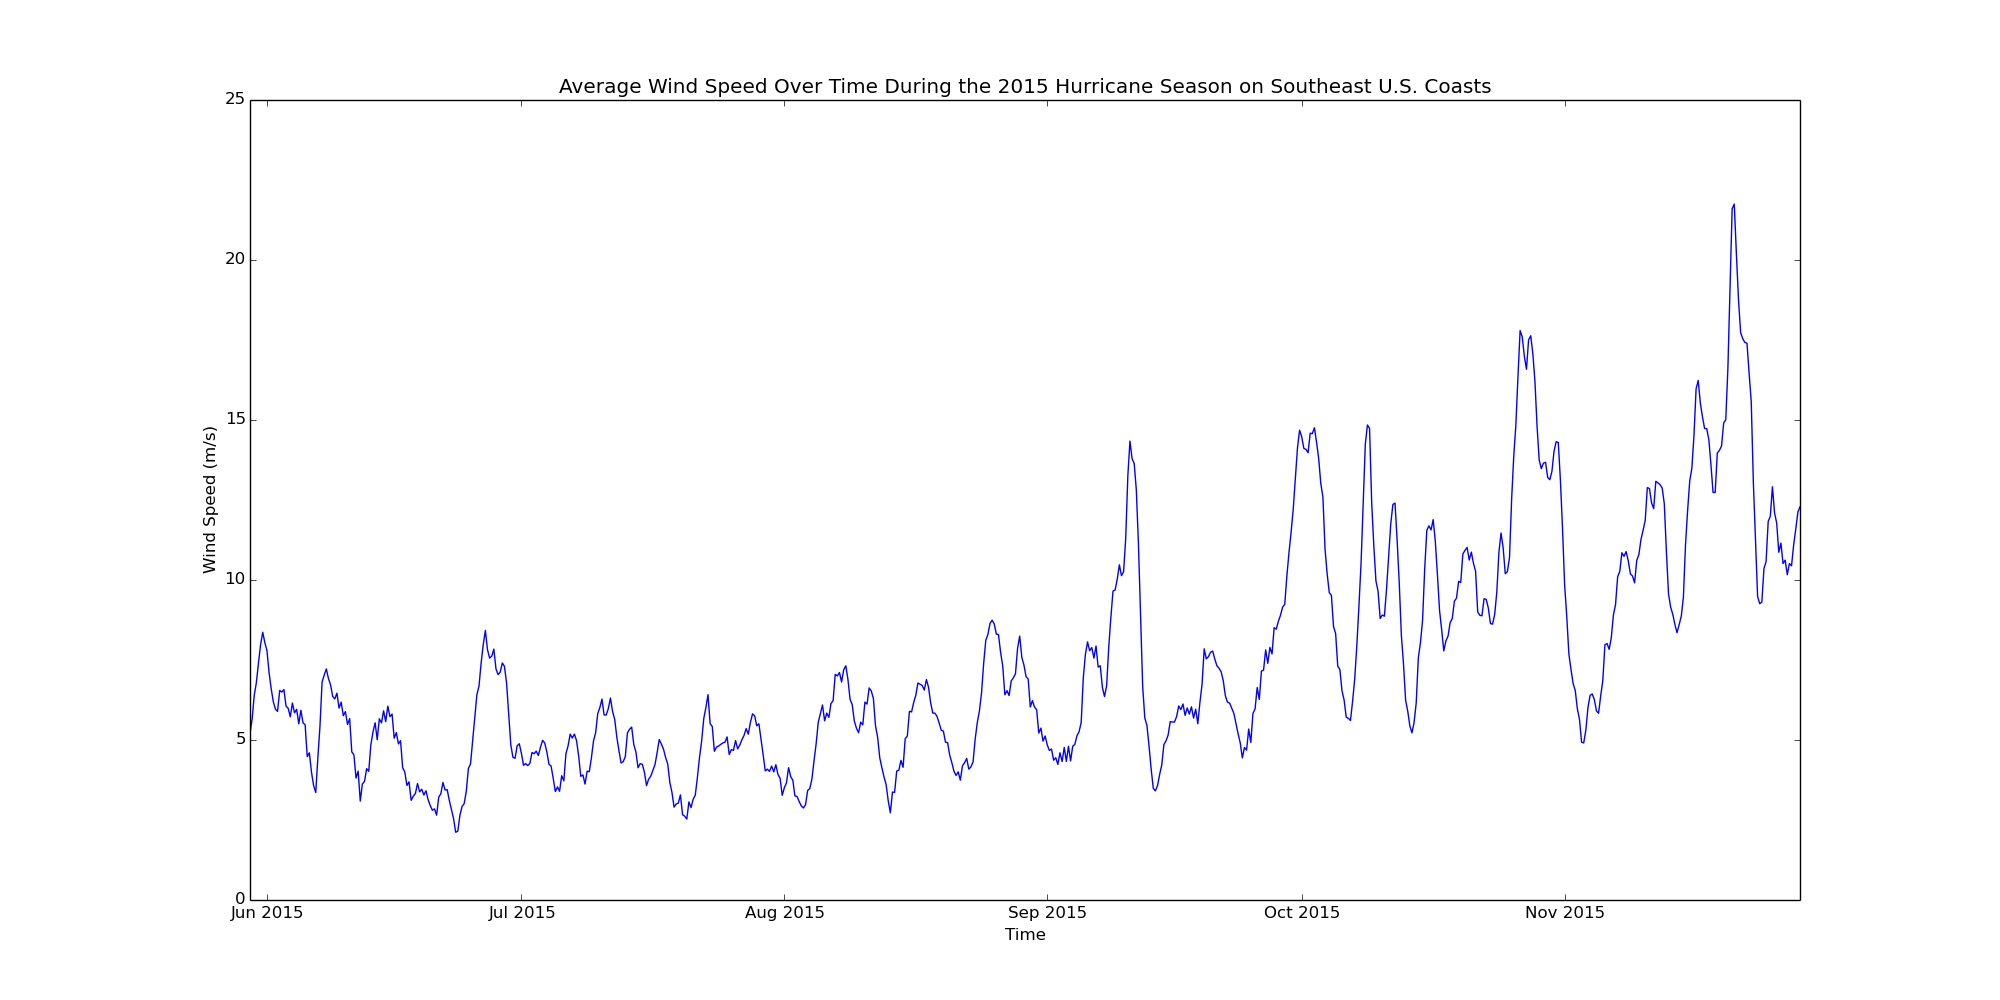 Average Wind Speed Over Time During the 2015 Hurricane Season on Southeast U.S. Coasts
25
20
15
10
5
0
Wind Speed (m/s)
Jun 2015 Jul 2015 Aug 2015 Sep 2015 Oct 2015 Nov 2015
Time